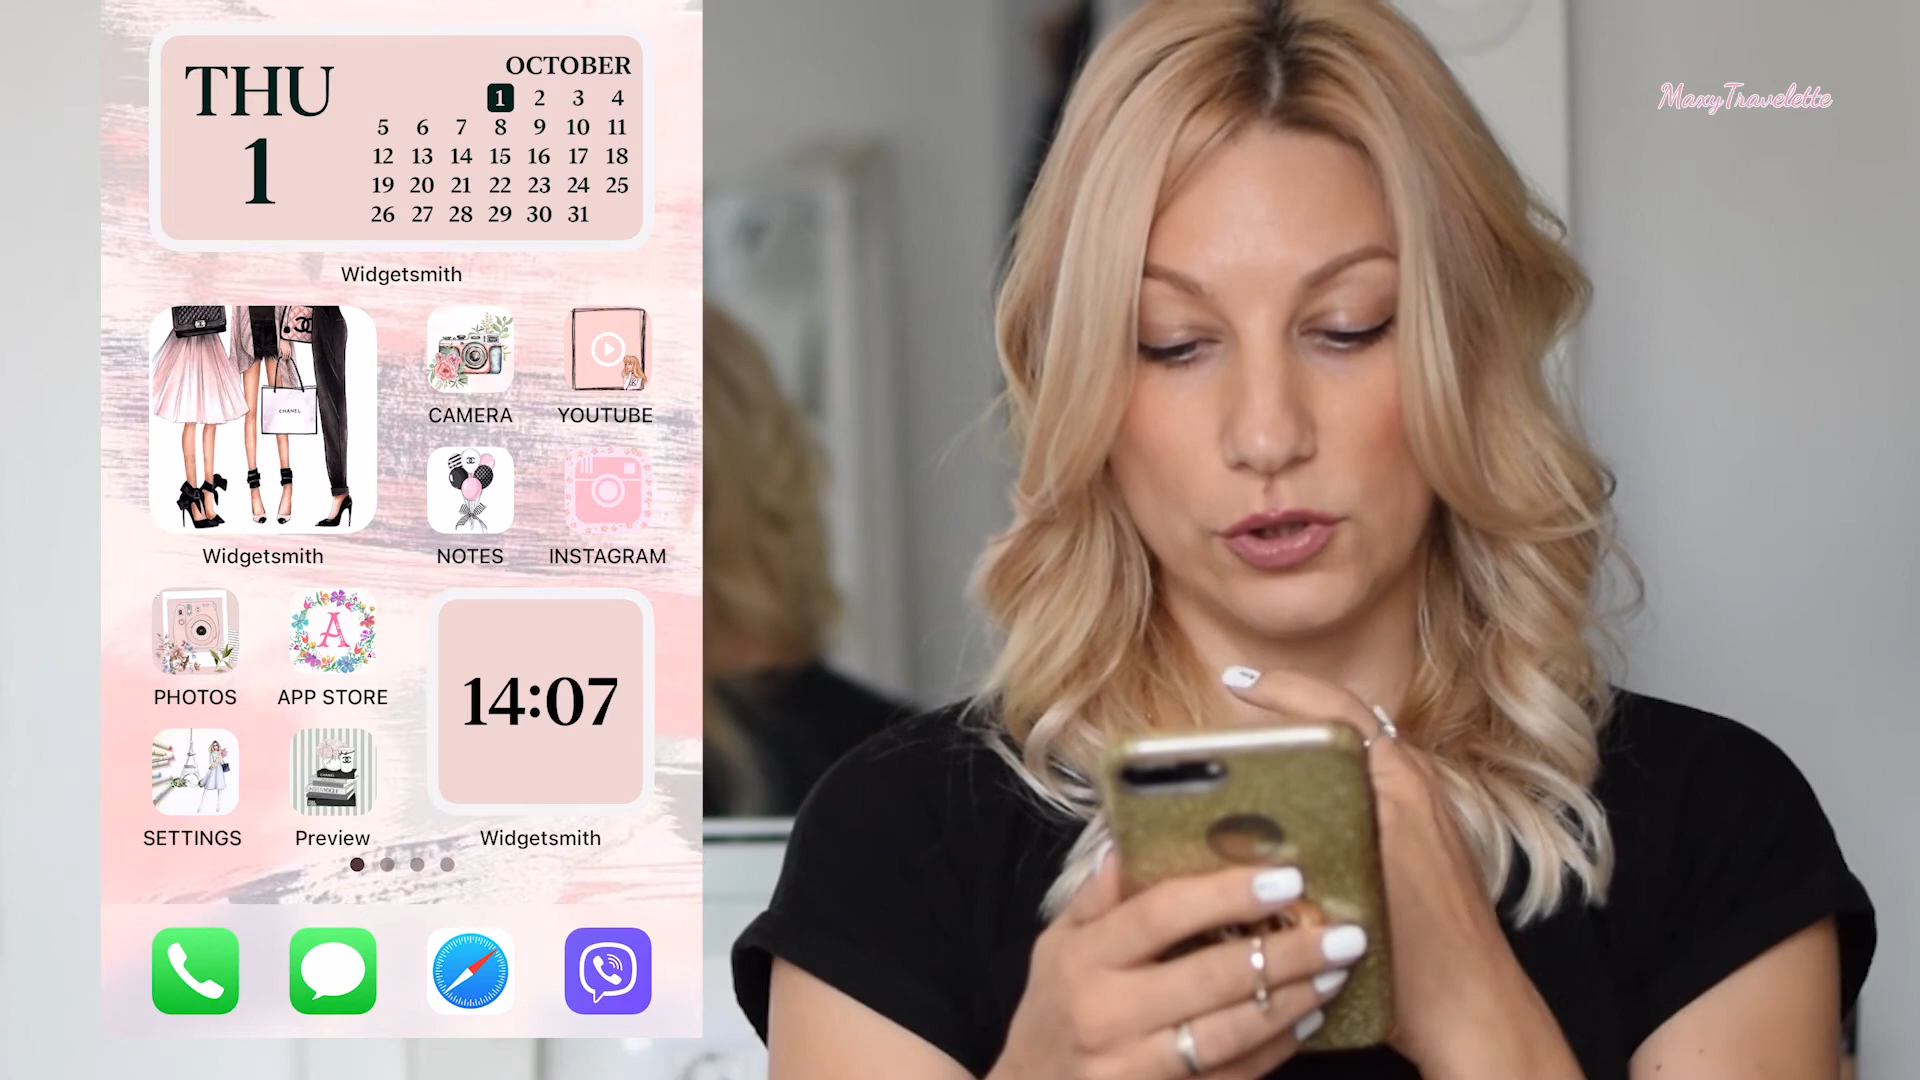 MaxyTravelette
THU
1
OCTOBER
1 2 3 4
5 6 7 8 9 10 11
12 13 14 15 16 17 18
19 20 21 22 23 24 25
26 27 28 29 30 31
Widgetsmith
CHANEL
Widgetsmith
CAMERA
YOUTUBE
NOTES
INSTAGRAM
PHOTOS
A
APP STORE
14:07
SETTINGS
Preview
Widgetsmith